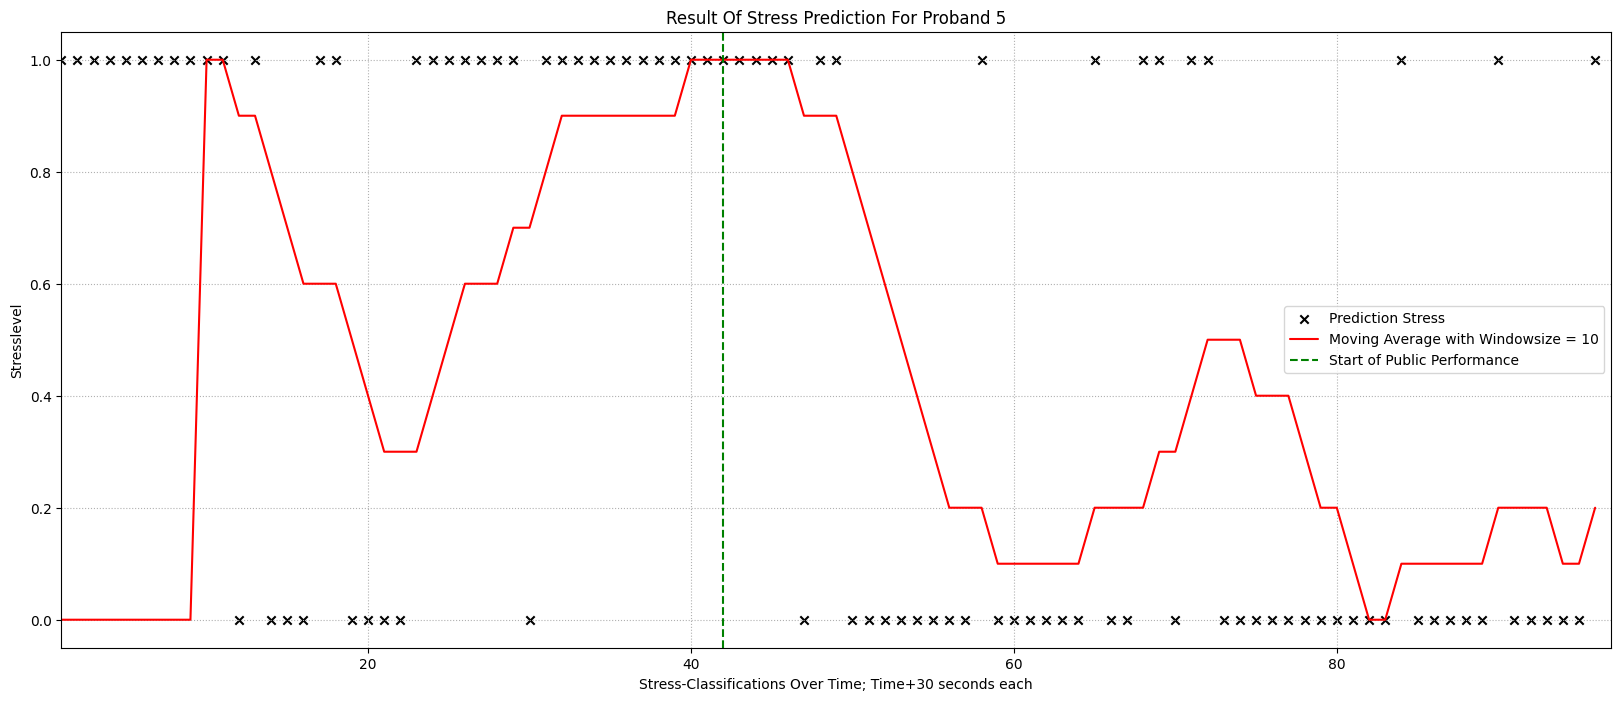 Result Of Stress Prediction For Proband 5
Stresslevel
1.0
0.8
0.6
0.4
0.2
0.0
Prediction Stress
Moving Average with Windowsize = 10
Start of Public Performance
20
40
60
80
Stress-Classifications Over Time; Time+30 seconds each